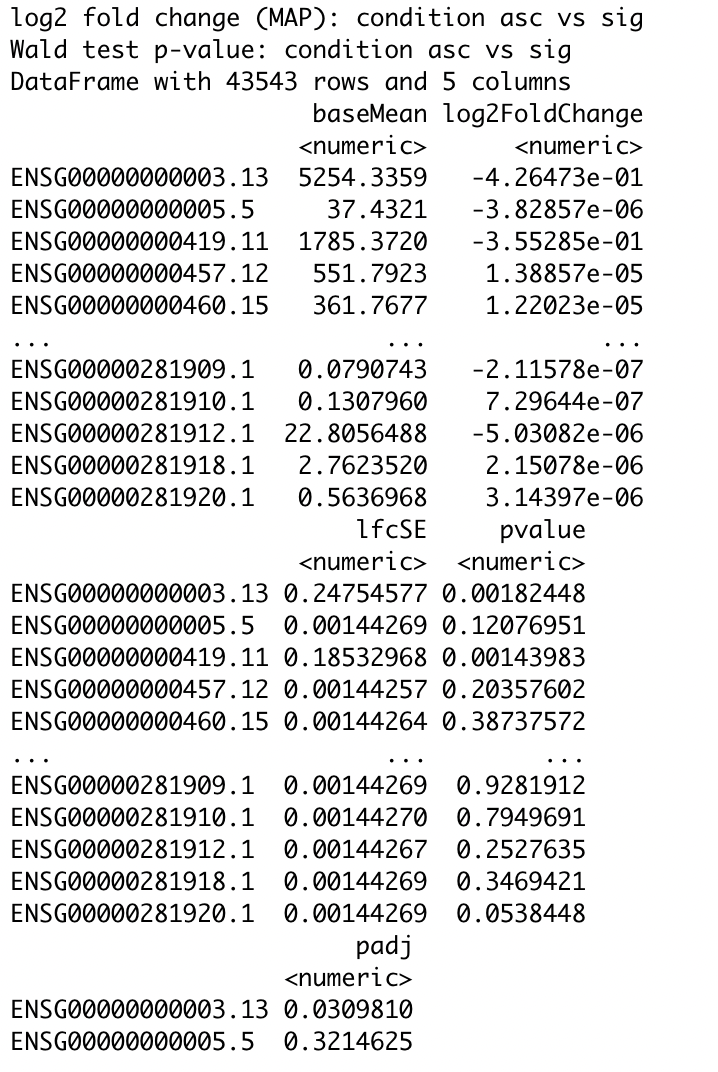 log2 fold change (MAP): condition asc vs sig
Wald test p-value: condition asc vs sig
DataFrame with 43543 rows and 5 columns
baseMean log2FoldChange
<numeric> <numeric>
ENSG00000000003.13 5254.3359 -4.26473e-01
ENSG00000000005.5 37.4321 -3.82857e-06
ENSG00000000419.11 1785.3720 -3.55285e-01
ENSG00000000457.12 551.7923 1.38857e-05
ENSG00000000460.15 361.7677 1.22023e-05
... ... ...
ENSG00000281909.1 0.0790743 -2.11578e-07
ENSG00000281910.1 0.1307960 7.29644e-07
ENSG00000281912.1 22.8056488 -5.03082e-06
ENSG00000281918.1 2.7623520 2.15078e-06
ENSG00000281920.1 0.5636968 3.14397e-06
lfcSE pvalue
<numeric> <numeric>
ENSG00000000003.13 0.24754577 0.00182448
ENSG00000000005.5 0.00144269 0.12076951
ENSG00000000419.11 0.18532968 0.00143983
ENSG00000000457.12 0.00144257 0.20357602
ENSG00000000460.15 0.00144264 0.38737572
... ... ...
ENSG00000281909.1 0.00144269 0.9281912
ENSG00000281910.1 0.00144270 0.7949691
ENSG00000281912.1 0.00144267 0.2527635
ENSG00000281918.1 0.00144269 0.3469421
ENSG00000281920.1 0.00144269 0.0538448
padj
<numeric>
ENSG00000000003.13 0.0309810
ENSG00000000005.5 0.3214625